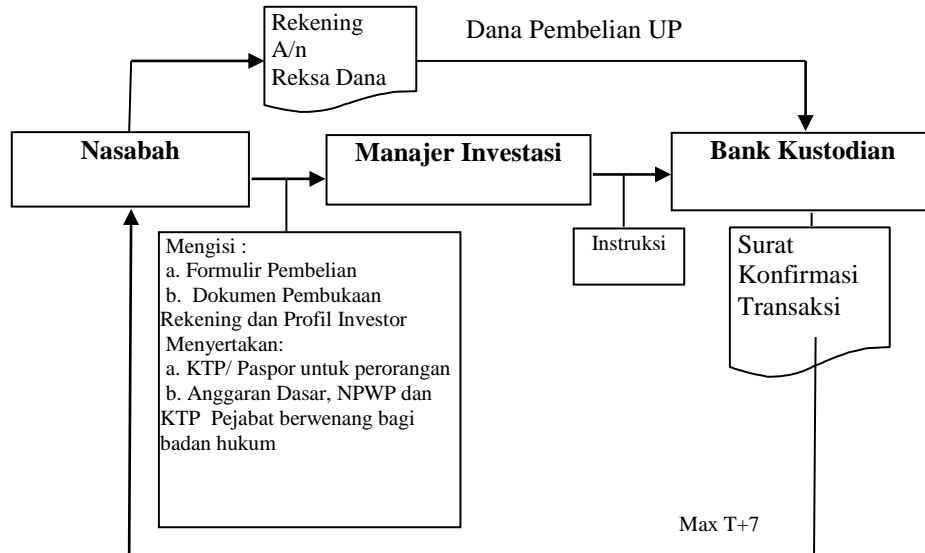 Rekening
A/n
Reksa Dana
Dana Pembelian UP
Nasabah
Manajer Investasi
Bank Kustodian
Mengisi :
a. Formulir Pembelian
b. Dokumen Pembukaan
Rekening dan Profil Investor
Menyertakan:
a. KTP/ Paspor untuk perorangan
b. Anggaran Dasar, NPWP dan
KTP Pejabat berwenang bagi
badan hukum
Instruksi
Surat
Konfirmasi
Transaksi
Max T+7